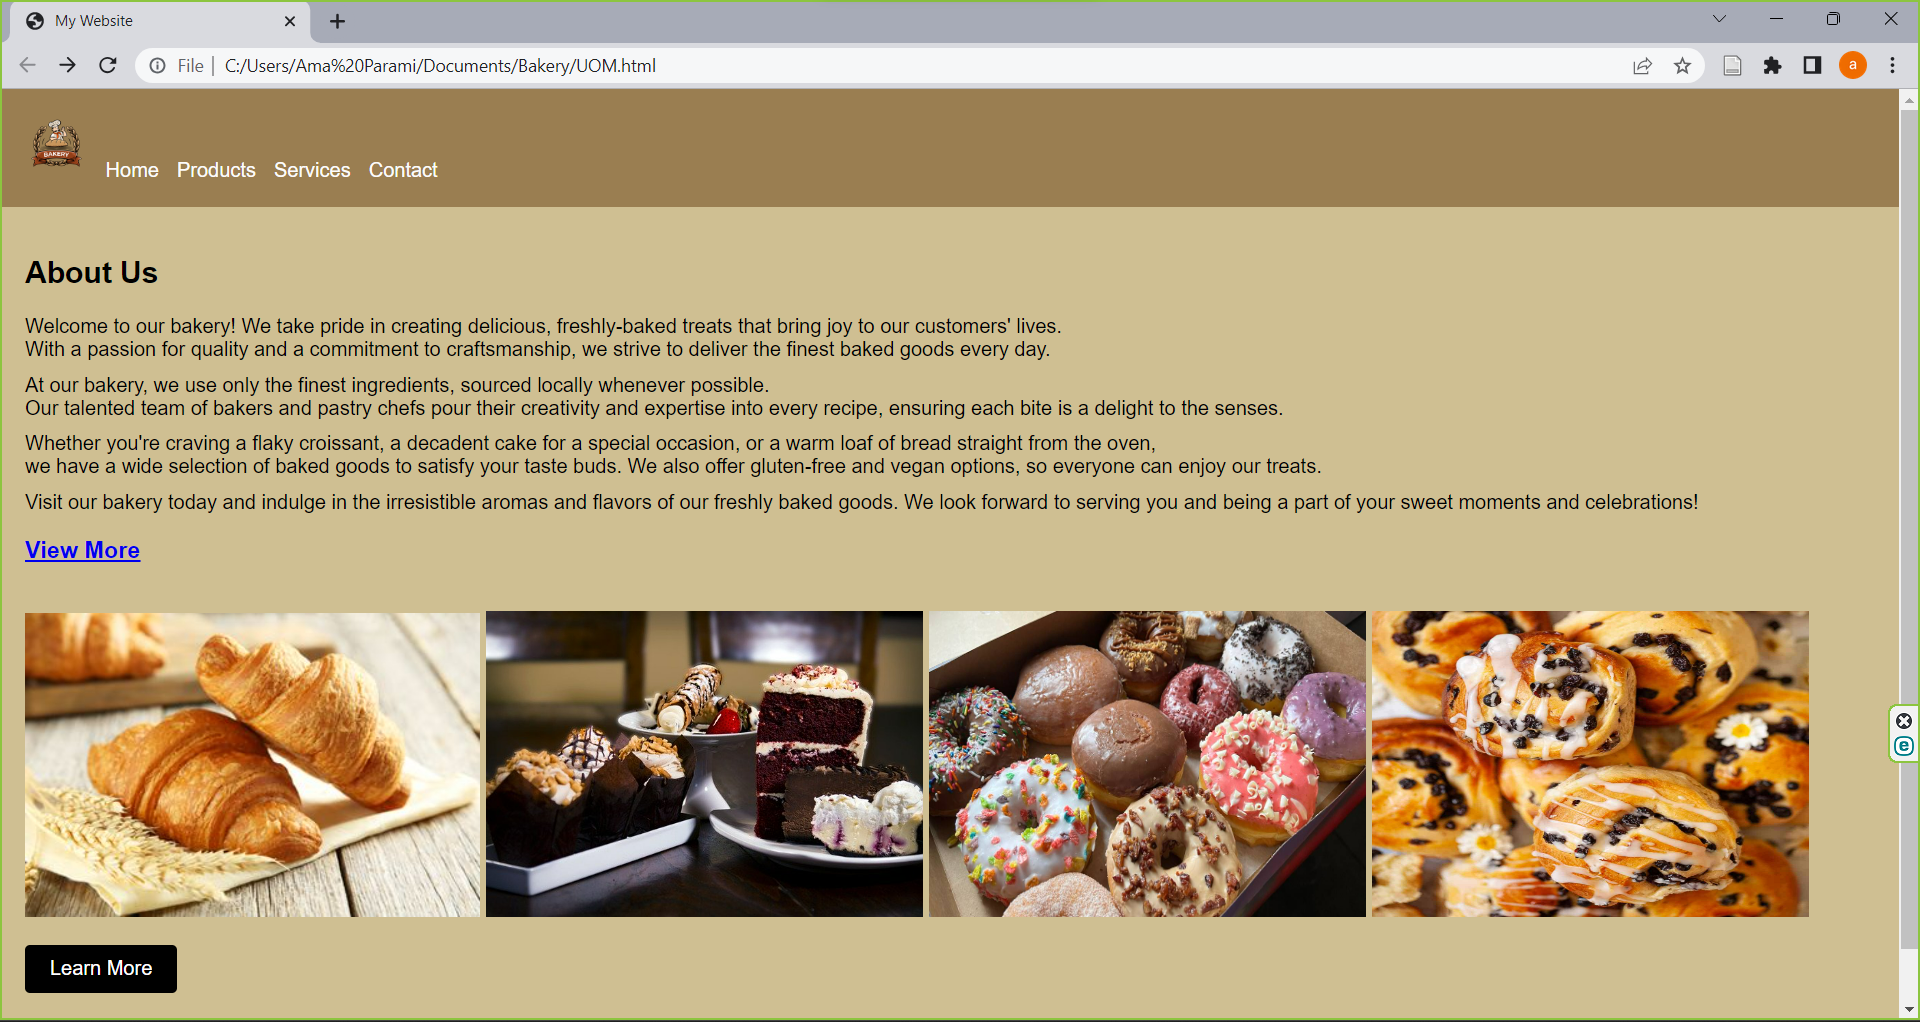 My Website
File | C:/Users/Ama%20Parami/Documents/Bakery/UOM.html
a
BAKERY
Home Products Services Contact
About Us
Welcome to our bakery! We take pride in creating delicious, freshly-baked treats that bring joy to our customers' lives.
With a passion for quality and a commitment to craftsmanship, we strive to deliver the finest baked goods every day.
At our bakery, we use only the finest ingredients, sourced locally whenever possible.
Our talented team of bakers and pastry chefs pour their creativity and expertise into every recipe, ensuring each bite is a delight to the senses.
Whether you're craving a flaky croissant, a decadent cake for a special occasion, or a warm loaf of bread straight from the oven,
we have a wide selection of baked goods to satisfy your taste buds. We also offer gluten-free and vegan options, so everyone can enjoy our treats.
Visit our bakery today and indulge in the irresistible aromas and flavors of our freshly baked goods. We look forward to serving you and being a part of your sweet moments and celebrations!
View More
e
Learn More